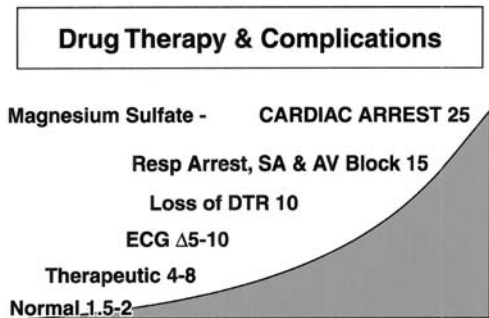 Drug Therapy & Complications
Magnesium Sulfate - CARDIAC ARREST 25
Resp Arrest, SA & AV Block 15
Loss of DTR 10
ECG Δ5-10
Therapeutic 4-8
Normal 1.5-2